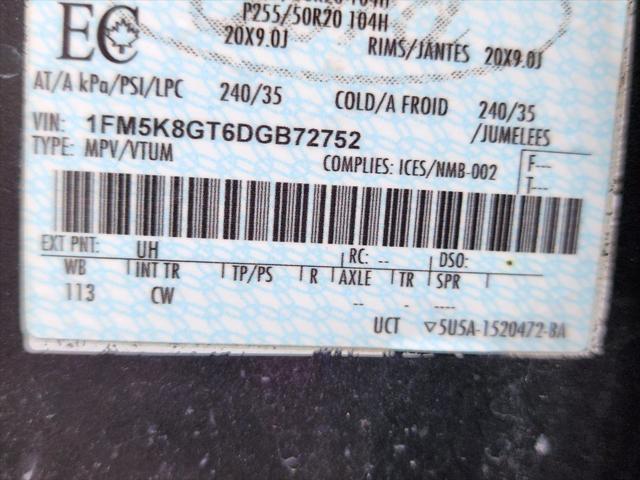 P255/50R20 104H
EC
20X9.0J RIMS/JANTES 20X9.0J
AT/A kPa/PSI/LPC 240/35 COLD/A FROID 240/35
VIN: 1FM5K8GT6DGB72752 /JUMELEES
TYPE: MPV/VTUM COMPLIES: ICES/NMB-002 F---
T---
EXT PNT: UH RC: -- DSO:
WB INT TR TP/PS R AXLE TR SPR
113 CW -- - ----
UCT ▽5U5A-1520472-BA